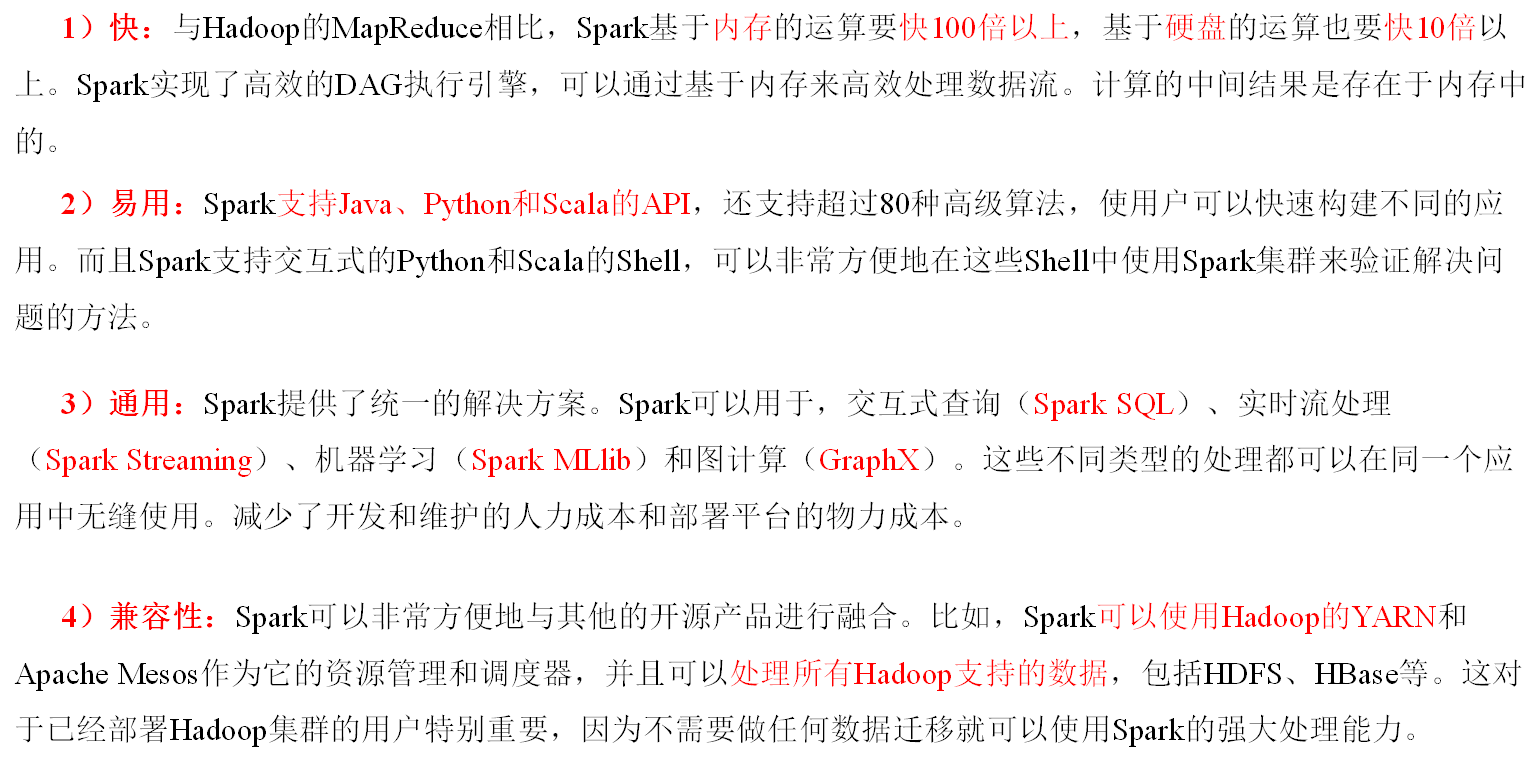 1）快：与Hadoop的MapReduce相比，Spark基于内存的运算要快100倍以上，基于硬盘的运算也要快10倍以
上。Spark实现了高效的DAG执行引擎，可以通过基于内存来高效处理数据流。计算的中间结果是存在于内存中
的。
2）易用：Spark支持Java、Python和Scala的API，还支持超过80种高级算法，使用户可以快速构建不同的应
用。而且Spark支持交互式的Python和Scala的Shell，可以非常方便地在这些Shell中使用Spark集群来验证解决问
题的方法。
3）通用：Spark提供了统一的解决方案。Spark可以用于，交互式查询（Spark SQL）、实时流处理
（Spark Streaming）、机器学习（Spark MLlib）和图计算（GraphX）。这些不同类型的处理都可以在同一个应
用中无缝使用。减少了开发和维护的人力成本和部署平台的物力成本。
4）兼容性：Spark可以非常方便地与其他的开源产品进行融合。比如，Spark可以使用Hadoop的YARN和
Apache Mesos作为它的资源管理和调度器，并且可以处理所有Hadoop支持的数据，包括HDFS、HBase等。这对
于已经部署Hadoop集群的用户特别重要，因为不需要做任何数据迁移就可以使用Spark的强大处理能力。